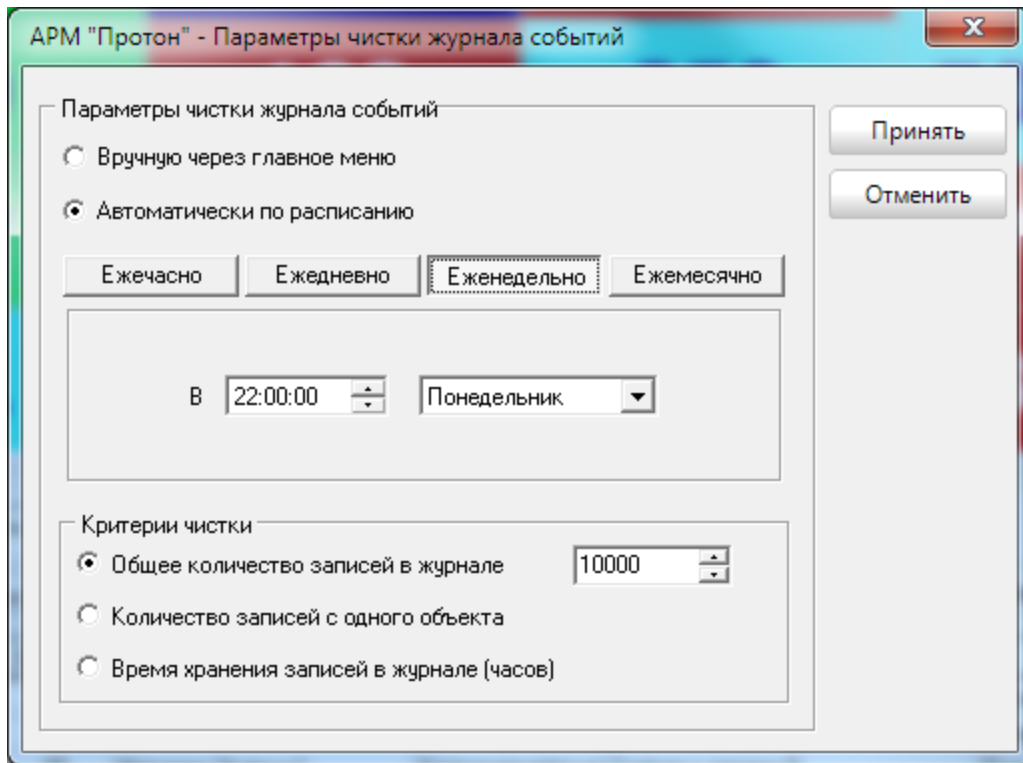 АРМ "Протон" - Параметры чистки журнала событий
Параметры чистки журнала событий
Принять
Вручную через главное меню
Отменить
Автоматически по расписанию
Ежечасно Ежедневно Еженедельно Ежемесячно
В 22:00:00 Понедельник
Критерии чистки
Общее количество записей в журнале 10000
Количество записей с одного объекта
Время хранения записей в журнале (часов)